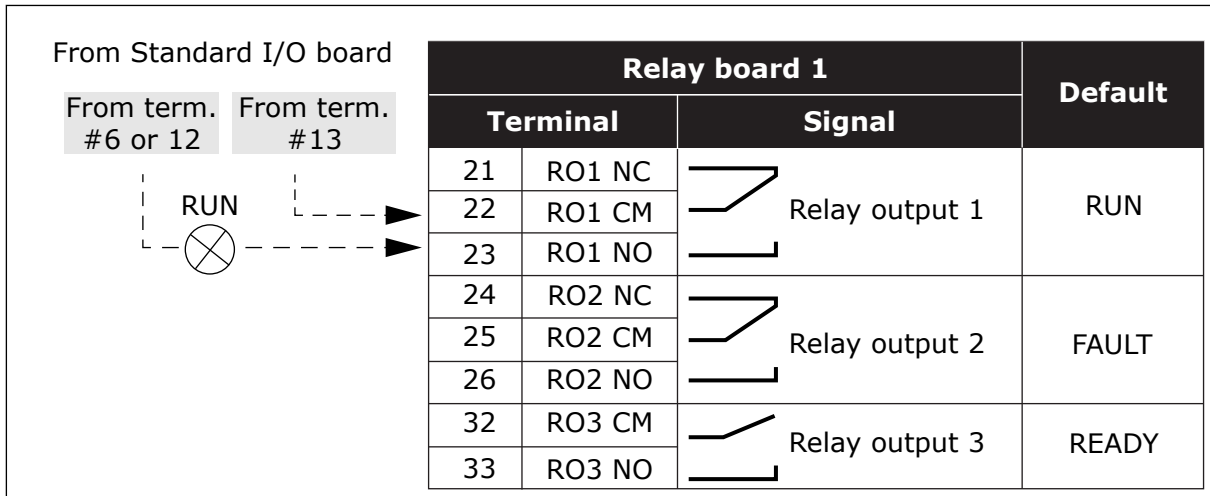 From Standard I/O board
From term. #6 or 12
From term. #13
RUN
Relay board 1
Default
Terminal
Signal
21 RO1 NC
22 RO1 CM
23 RO1 NO
Relay output 1
RUN
24 RO2 NC
25 RO2 CM
26 RO2 NO
Relay output 2
FAULT
32 RO3 CM
33 RO3 NO
Relay output 3
READY